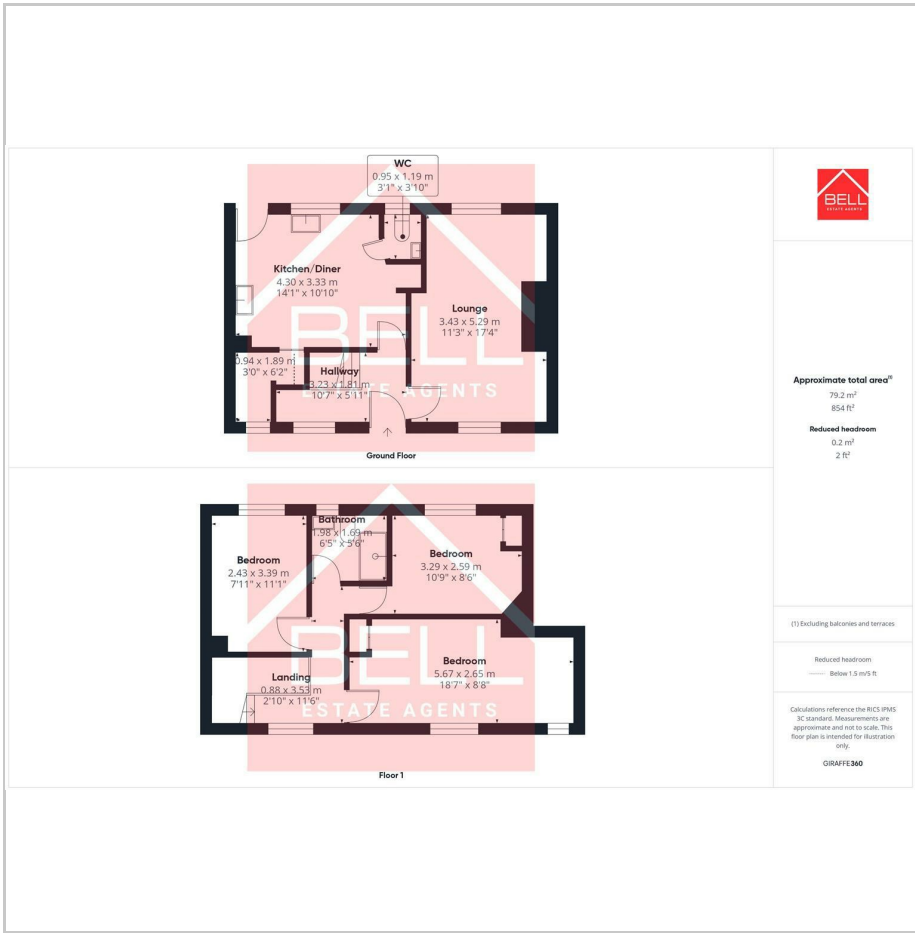 WC
0.95 x 1.19 m
3'1" x 3'10"
Kitchen/Diner
4.30 x 3.33 m
14'1" x 10'10"
Lounge
3.43 x 5.29 m
11'3" x 17'4"
0.94 x 1.89 m
3'0" x 6'2"
Hallway
3.23 x 1.81 m
10'7" x 5'11"
BELL
ESTATE AGENTS
Ground Floor
Bathroom
1.98 x 1.69 m
6'5" x 5'6"
Bedroom
2.43 x 3.39 m
7'11" x 11'1"
Bedroom
3.29 x 2.59 m
10'9" x 8'6"
Bedroom
5.67 x 2.65 m
18'7" x 8'8"
Landing
0.88 x 3.53 m
2'10" x 11'6"
BELL
ESTATE AGENTS
Floor 1
BELL
ESTATE AGENTS
Approximate total area(1)
79.2 m²
854 ft²
Reduced headroom
0.2 m²
2 ft²
(1) Excluding balconies and terraces
Reduced headroom
Below 1.5 m/5 ft
Calculations reference the RICS IPMS
3C standard. Measurements are
approximate and not to scale. This
floor plan is intended for illustration
only.
GIRAFFE360